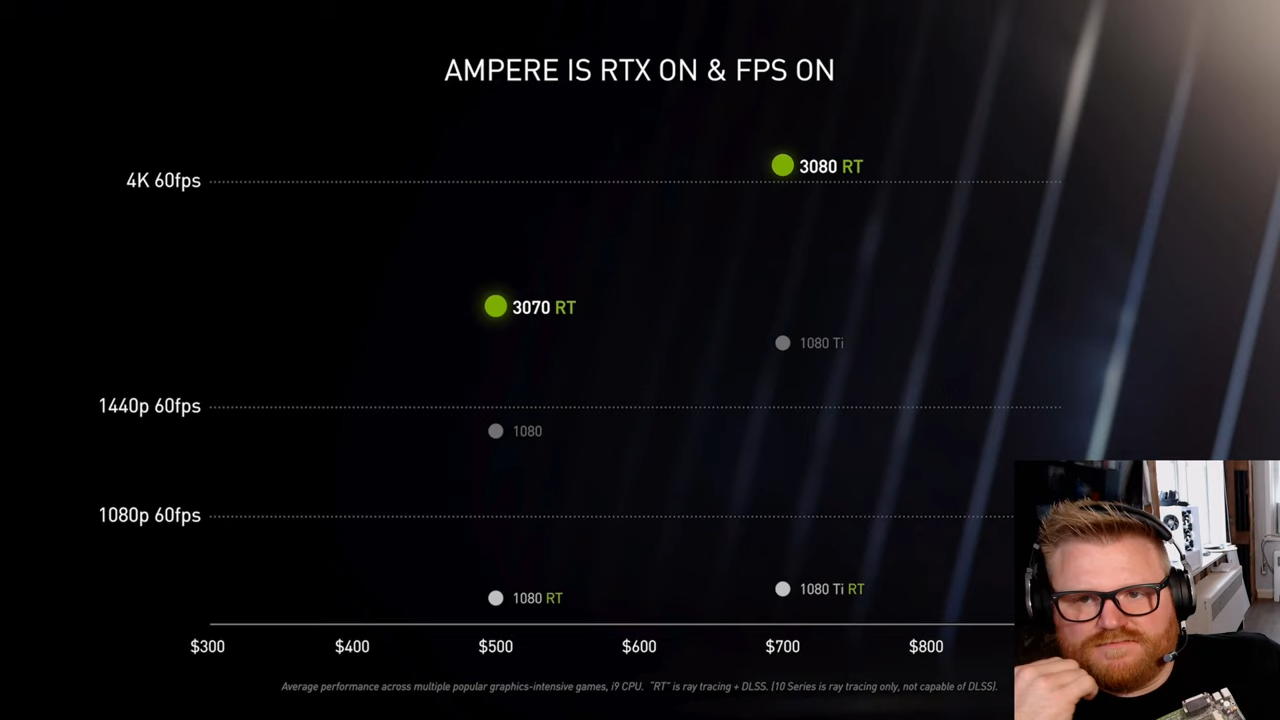 AMPERE IS RTX ON & FPS ON
4K 60fps
3080 RT
3070 RT
1080 Ti
1440p 60fps
1080
1080p 60fps
1080 RT
1080 Ti RT
$300
$400
$500
$600
$700
$800
Average performance across multiple popular graphics-intensive games, i9 CPU. "RT" is ray tracing + DLSS. (10 Series is ray tracing only, not capable of DLSS).